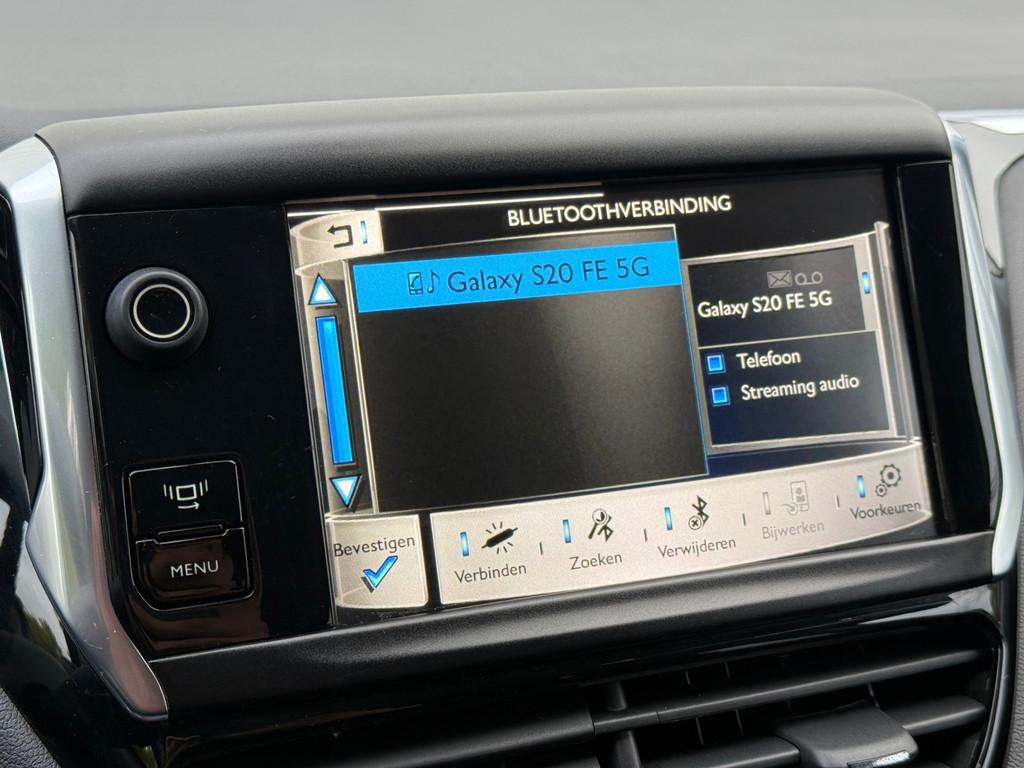 BLUETOOTHVERBINDING
Galaxy S20 FE 5G
Galaxy S20 FE 5G
Telefoon
Streaming audio
MENU
Bevestigen
Verbinden
Zoeken
Verwijderen
Bijwerken
Voorkeuren